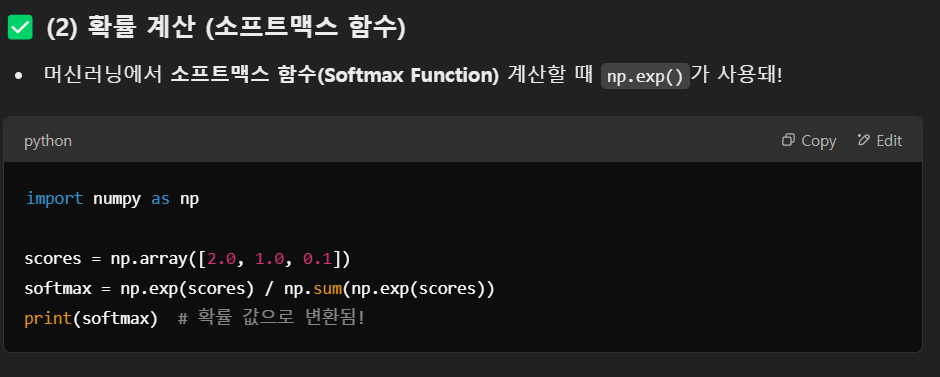 ✅ (2) 확률 계산 (소프트맥스 함수)
• 머신러닝에서 소프트맥스 함수(Softmax Function) 계산할 때 np.exp()가 사용돼!
python Copy Edit
import numpy as np
scores = np.array([2.0, 1.0, 0.1])
softmax = np.exp(scores) / np.sum(np.exp(scores))
print(softmax)  # 확률 값으로 변환됨!